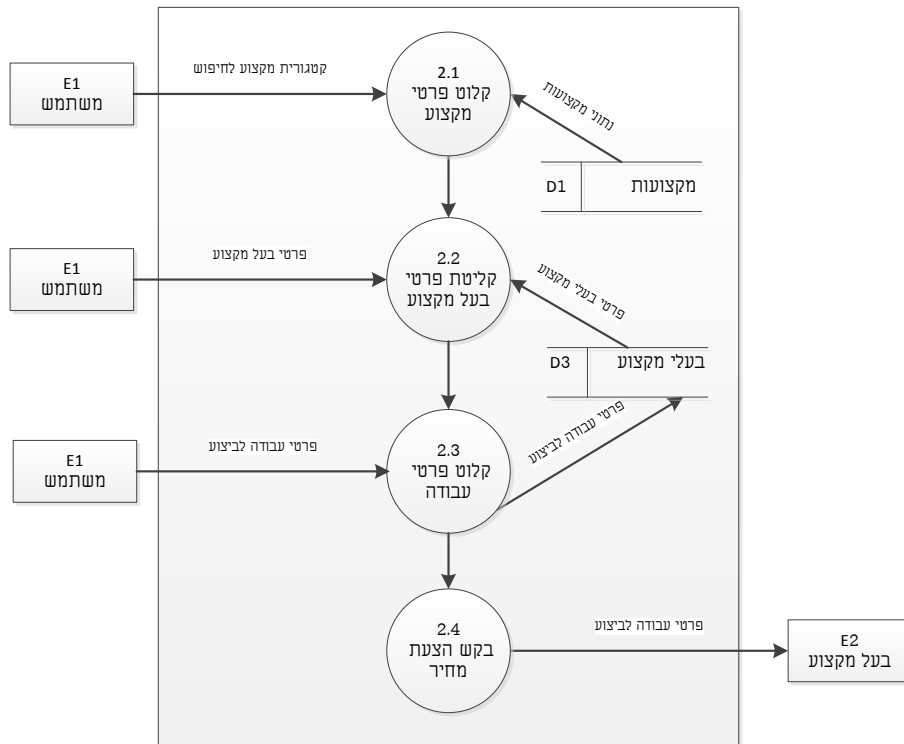 E1
משתמש
קטגורית מקצוע לחיפוש
2.1
קלוט פרטי
מקצוע
נתוני מקצועות
D1
מקצועות
E1
משתמש
פרטי בעל מקצוע
2.2
קליטת פרטי
בעל מקצוע
פרטי בעלי מקצוע
D3
בעלי מקצוע
E1
משתמש
פרטי עבודה לביצוע
2.3
קלוט פרטי
עבודה
פרטי עבודה לביצוע
2.4
בקש הצעת
מחיר
פרטי עבודה לביצוע
E2
בעל מקצוע